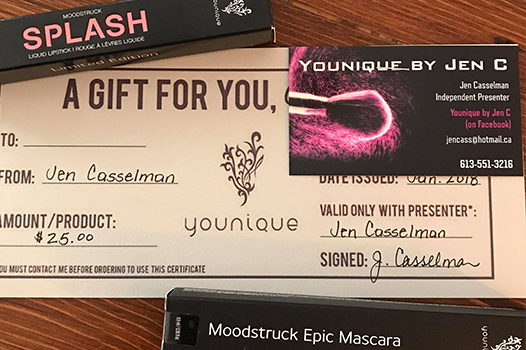 MOODSTRUCK
SPLASH
LIQUID LIPSTICK | ROUGE À LÈVRES LIQUIDE
Limited Edition
younique
A GIFT FOR YOU,
YOUNIQUE BY JEN C
Jen Casselman
Independent Presenter
Younique by Jen C
(on Facebook)
jencass@hotmail.ca
613-551-3216
TO:
FROM: Jen Casselman
AMOUNT/PRODUCT:
$25.00
younique
DATE ISSUED: Jan. 2018
VALID ONLY WITH PRESENTER*:
Jen Casselman
SIGNED: J. Casselman
YOU MUST CONTACT ME BEFORE ORDERING TO USE THIS CERTIFICATE
Moodstruck Epic Mascara